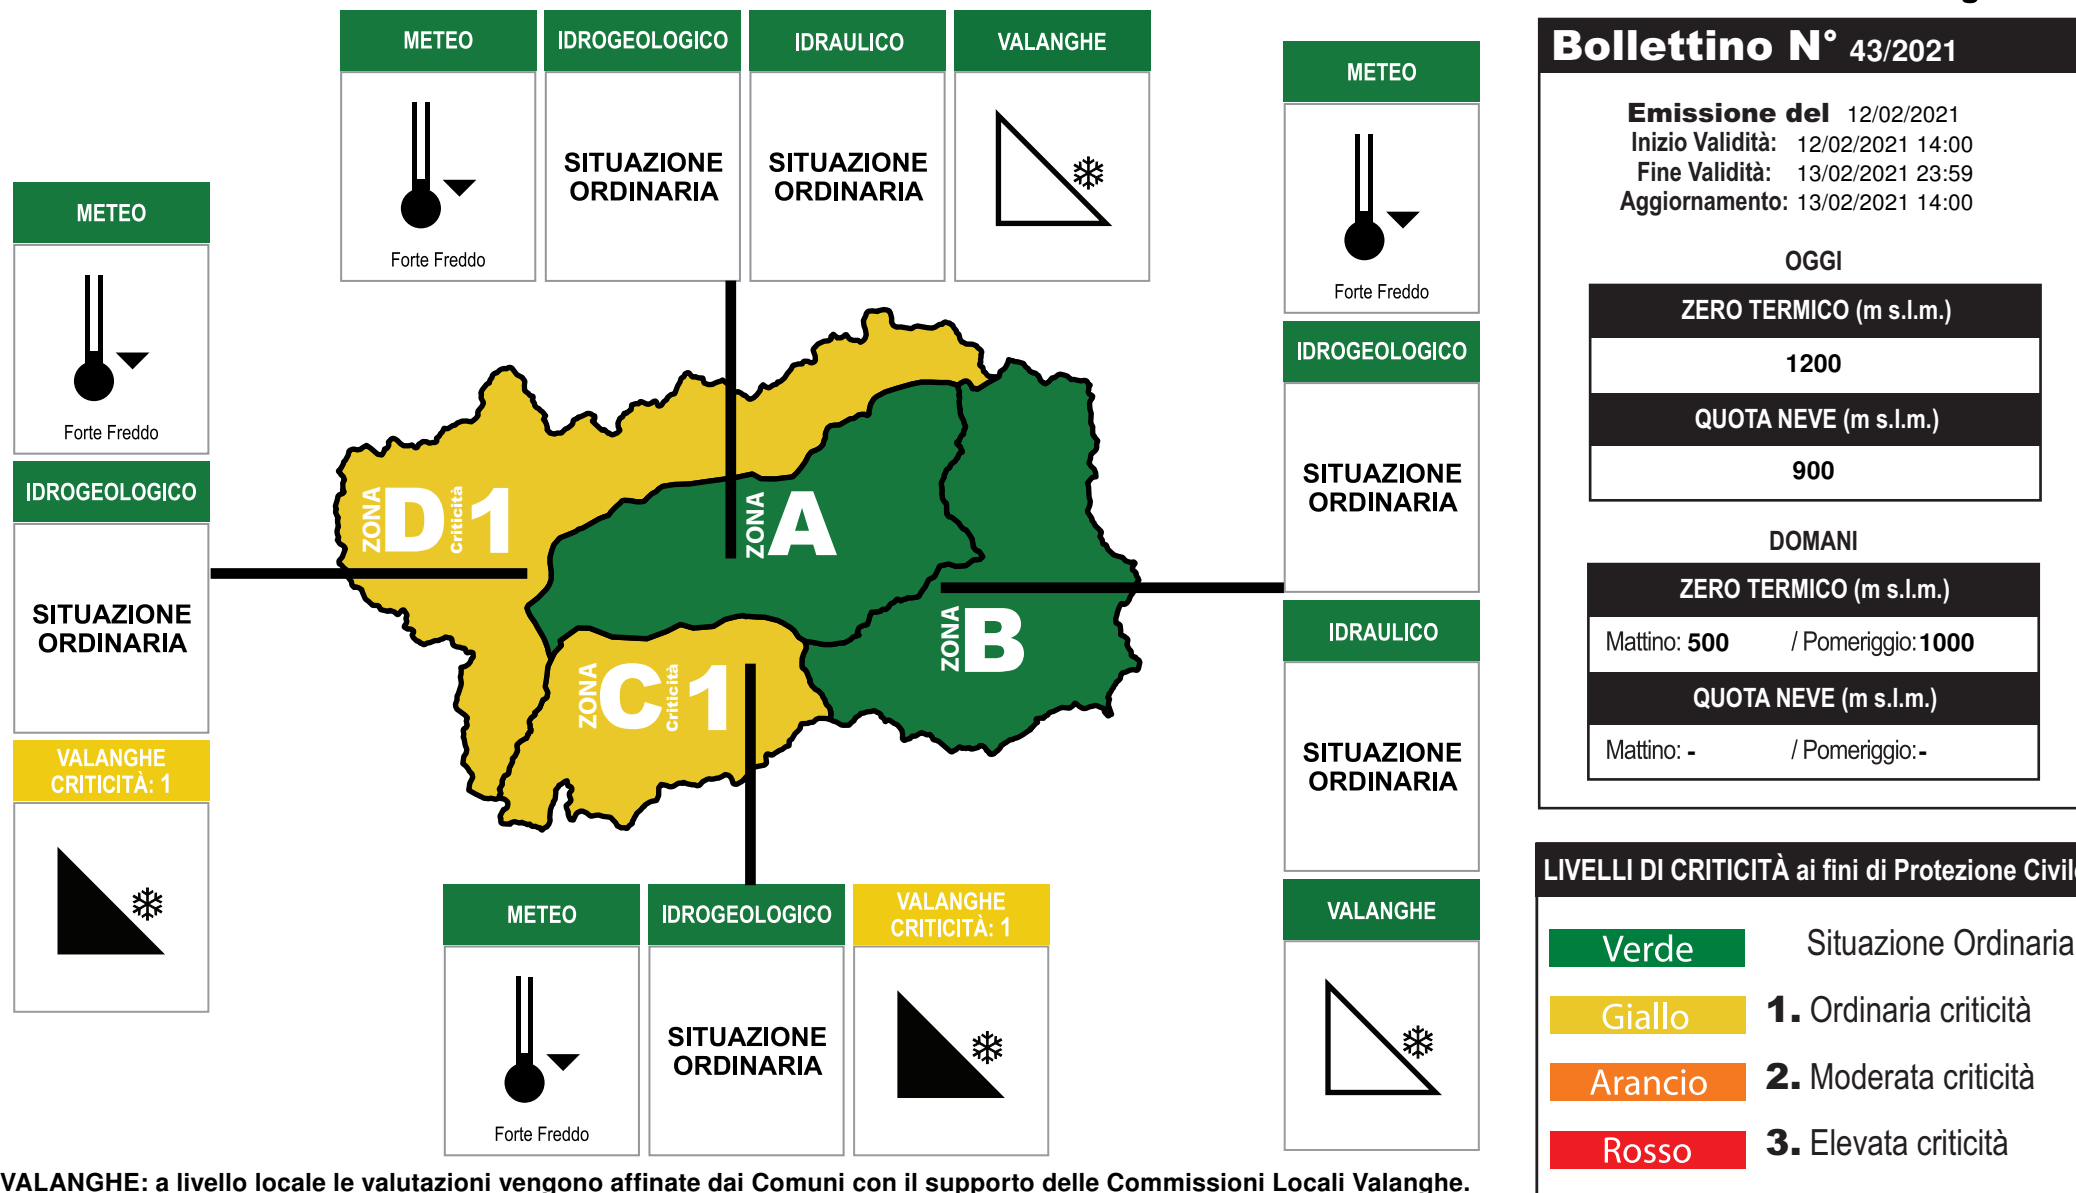 METEO
IDROGEOLOGICO
IDRAULICO
VALANGHE
Forte Freddo
SITUAZIONE
ORDINARIA
SITUAZIONE
ORDINARIA
METEO
Forte Freddo
IDROGEOLOGICO
SITUAZIONE
ORDINARIA
VALANGHE
CRITICITÀ: 1
ZONA
D
Criticità
1
ZONA
A
ZONA
B
ZONA
C
Criticità
1
METEO
IDROGEOLOGICO
VALANGHE
CRITICITÀ: 1
Forte Freddo
SITUAZIONE
ORDINARIA
METEO
Forte Freddo
IDROGEOLOGICO
SITUAZIONE
ORDINARIA
IDRAULICO
SITUAZIONE
ORDINARIA
VALANGHE
Bollettino N° 43/2021
Emissione del 12/02/2021
Inizio Validità: 12/02/2021 14:00
Fine Validità: 13/02/2021 23:59
Aggiornamento: 13/02/2021 14:00
OGGI
ZERO TERMICO (m s.l.m.)
1200
QUOTA NEVE (m s.l.m.)
900
DOMANI
ZERO TERMICO (m s.l.m.)
Mattino: 500 / Pomeriggio: 1000
QUOTA NEVE (m s.l.m.)
Mattino: - / Pomeriggio: -
LIVELLI DI CRITICITÀ ai fini di Protezione Civil
Verde Situazione Ordinaria
Giallo 1. Ordinaria criticità
Arancio 2. Moderata criticità
Rosso 3. Elevata criticità
VALANGHE: a livello locale le valutazioni vengono affinate dai Comuni con il supporto delle Commissioni Locali Valanghe.